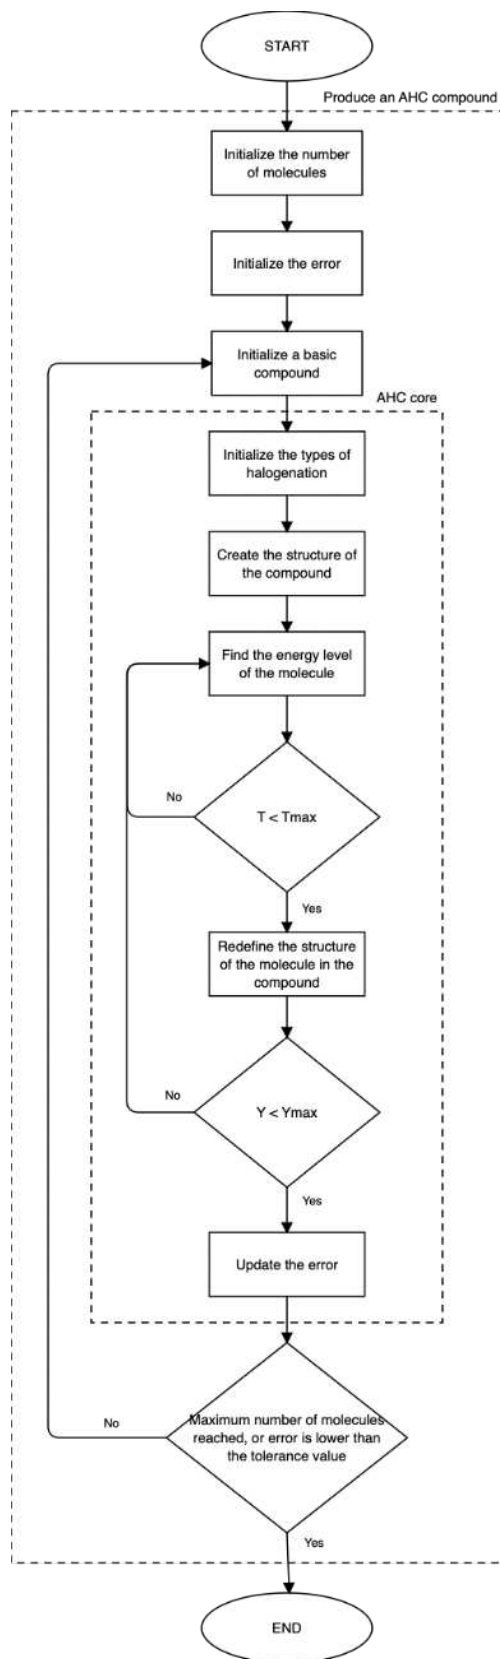 START
Produce an AHC compound
Initialize the number
of molecules
Initialize the error
Initialize a basic
compound
AHC core
Initialize the types of
halogenation
Create the structure of
the compound
Find the energy level
of the molecule
No
T < Tmax
Yes
Redefine the structure
of the molecule in the
compound
No
Y < Ymax
Yes
Update the error
No
Maximum number of molecules
reached, or error is lower than
the tolerance value
Yes
END